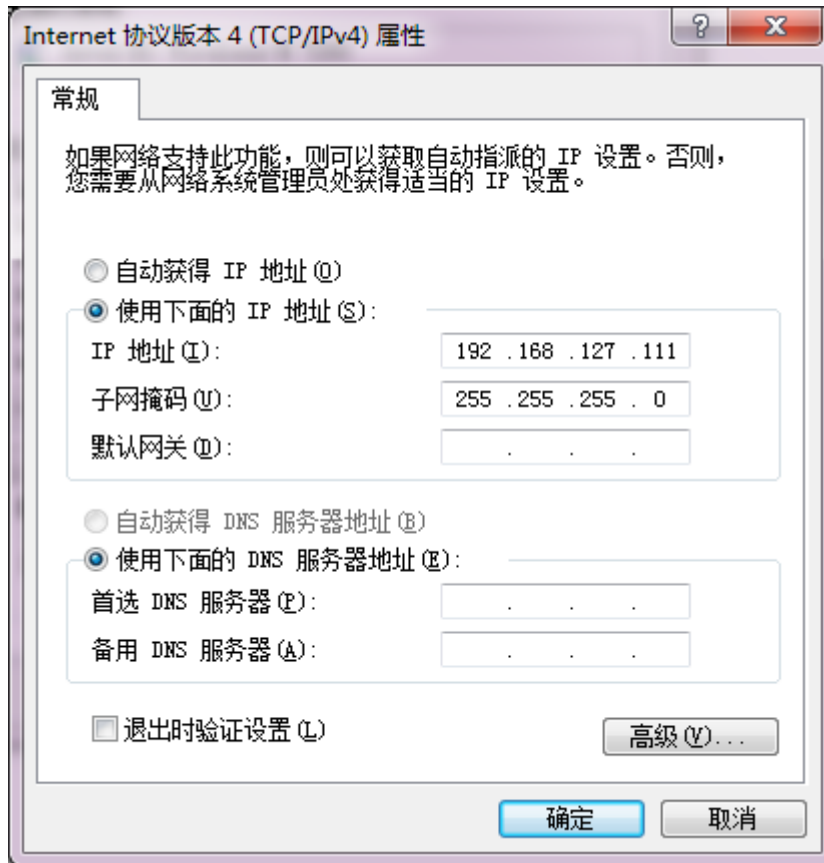 Internet 协议版本 4 (TCP/IPv4) 属性
?
常规
如果网络支持此功能，则可以获取自动指派的 IP 设置。否则，
您需要从网络系统管理员处获得适当的 IP 设置。
自动获得 IP 地址(O)
使用下面的 IP 地址(S):
IP 地址(I): 192 .168 .127 .111
子网掩码(U): 255 .255 .255 . 0
默认网关(D): . . .
自动获得 DNS 服务器地址(B)
使用下面的 DNS 服务器地址(E):
首选 DNS 服务器(P): . . .
备用 DNS 服务器(A): . . .
退出时验证设置(L)
高级(V)...
确定 取消